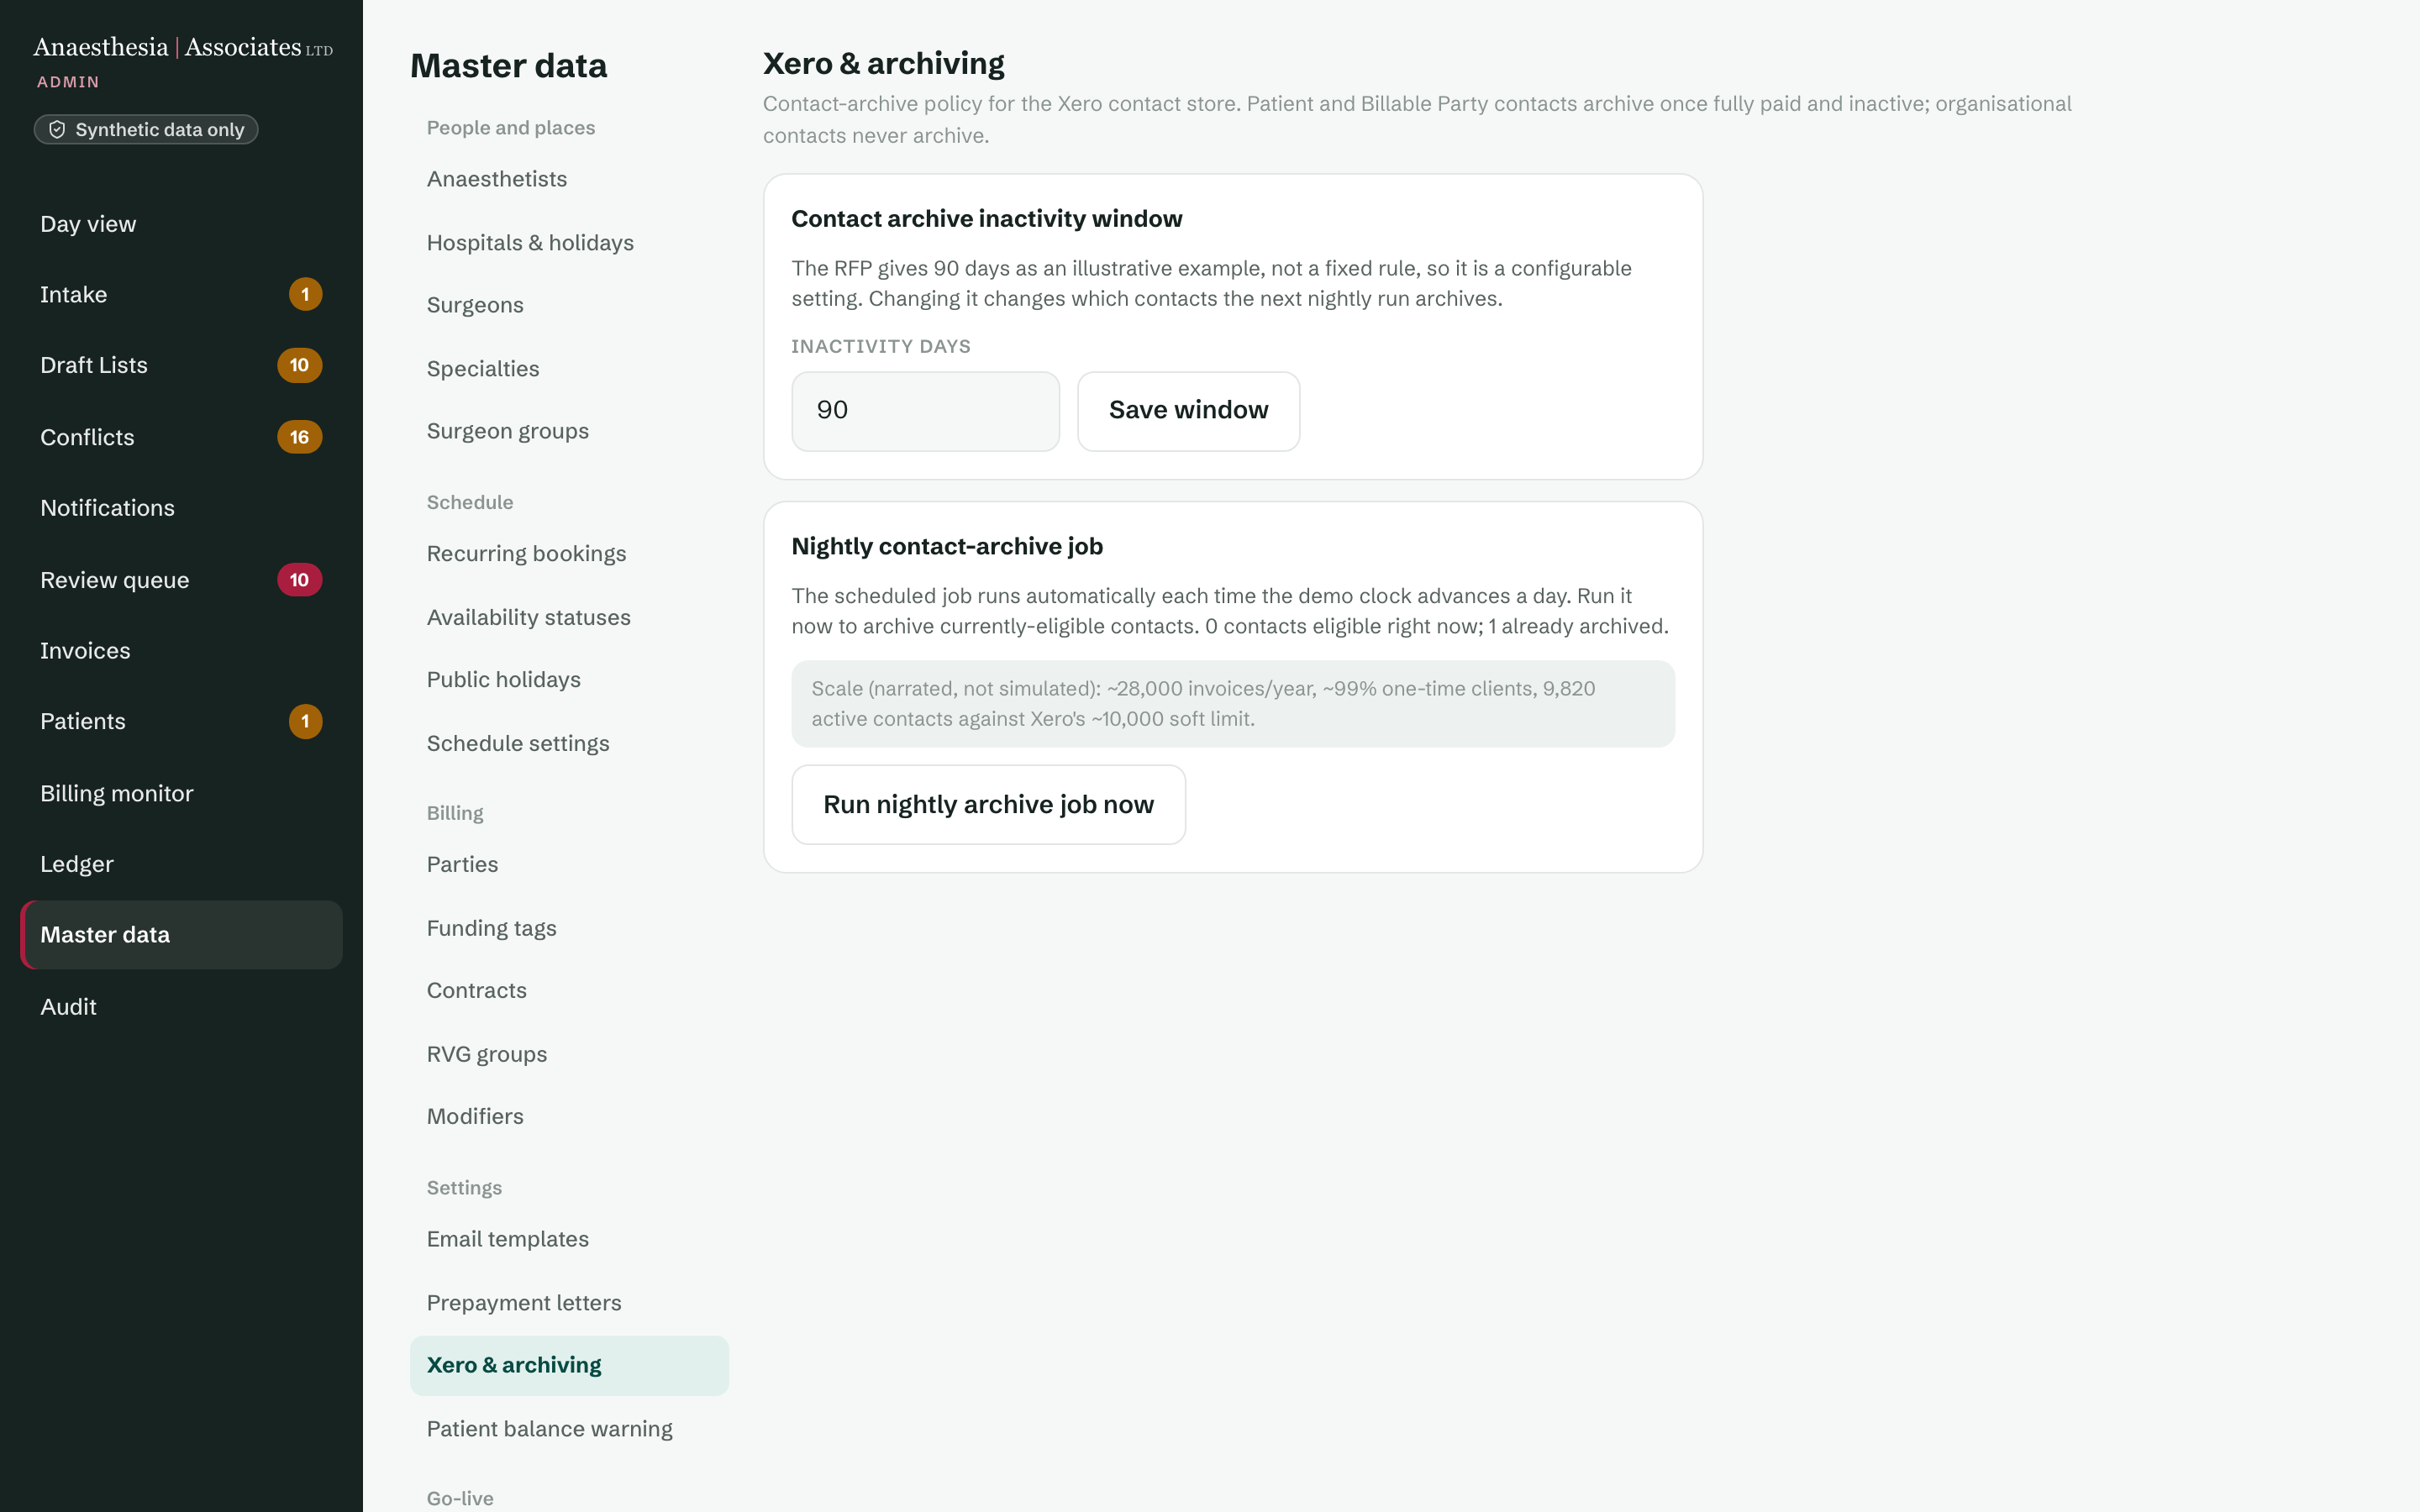 Anaesthesia | Associates LTD
ADMIN
Synthetic data only
Day view
Intake 1
Draft Lists 10
Conflicts 16
Notifications
Review queue 10
Invoices
Patients 1
Billing monitor
Ledger
Master data
Audit
Master data
People and places
Anaesthetists
Hospitals & holidays
Surgeons
Specialties
Surgeon groups
Schedule
Recurring bookings
Availability statuses
Public holidays
Schedule settings
Billing
Parties
Funding tags
Contracts
RVG groups
Modifiers
Settings
Email templates
Prepayment letters
Xero & archiving
Patient balance warning
Go-live
Xero & archiving
Contact-archive policy for the Xero contact store. Patient and Billable Party contacts archive once fully paid and inactive; organisational
contacts never archive.
Contact archive inactivity window
The RFP gives 90 days as an illustrative example, not a fixed rule, so it is a configurable
setting. Changing it changes which contacts the next nightly run archives.
INACTIVITY DAYS
90
Save window
Nightly contact-archive job
The scheduled job runs automatically each time the demo clock advances a day. Run it
now to archive currently-eligible contacts. 0 contacts eligible right now; 1 already archived.
Scale (narrated, not simulated): ~28,000 invoices/year, ~99% one-time clients, 9,820
active contacts against Xero's ~10,000 soft limit.
Run nightly archive job now